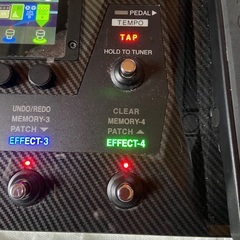 PEDAL
TEMPO
TAP
HOLD TO TUNER
UNDO/REDO
MEMORY-3
PATCH
EFFECT-3
CLEAR
MEMORY-4
PATCH
EFFECT-4